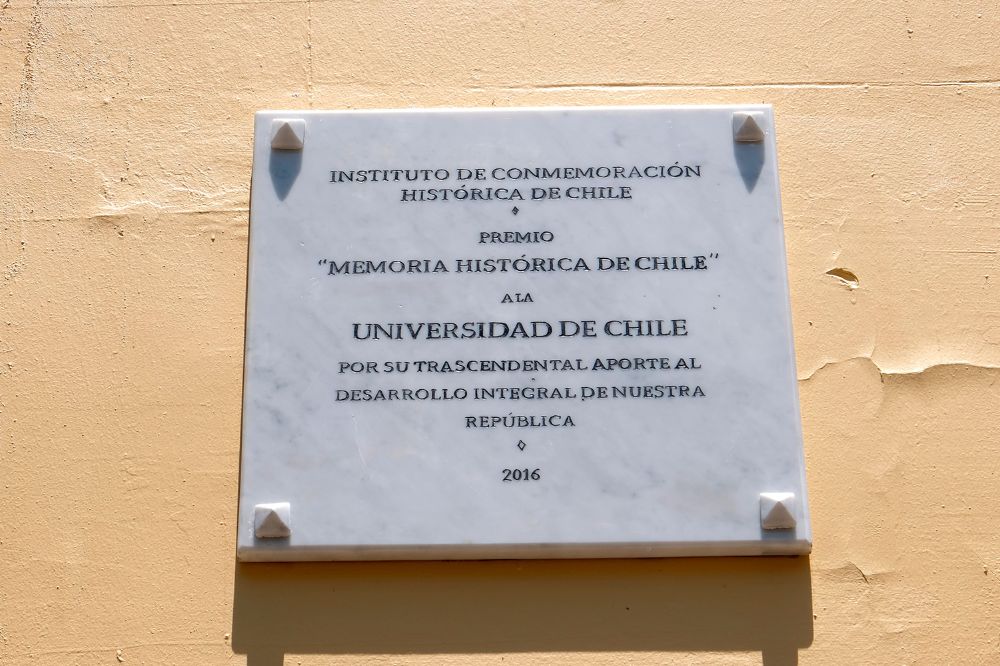 INSTITUTO DE CONMEMORACIÓN
HISTÓRICA DE CHILE
PREMIO
“MEMORIA HISTÓRICA DE CHILE”
A LA
UNIVERSIDAD DE CHILE
POR SU TRASCENDENTAL APORTE AL
DESARROLLO INTEGRAL DE NUESTRA
REPÚBLICA
2016